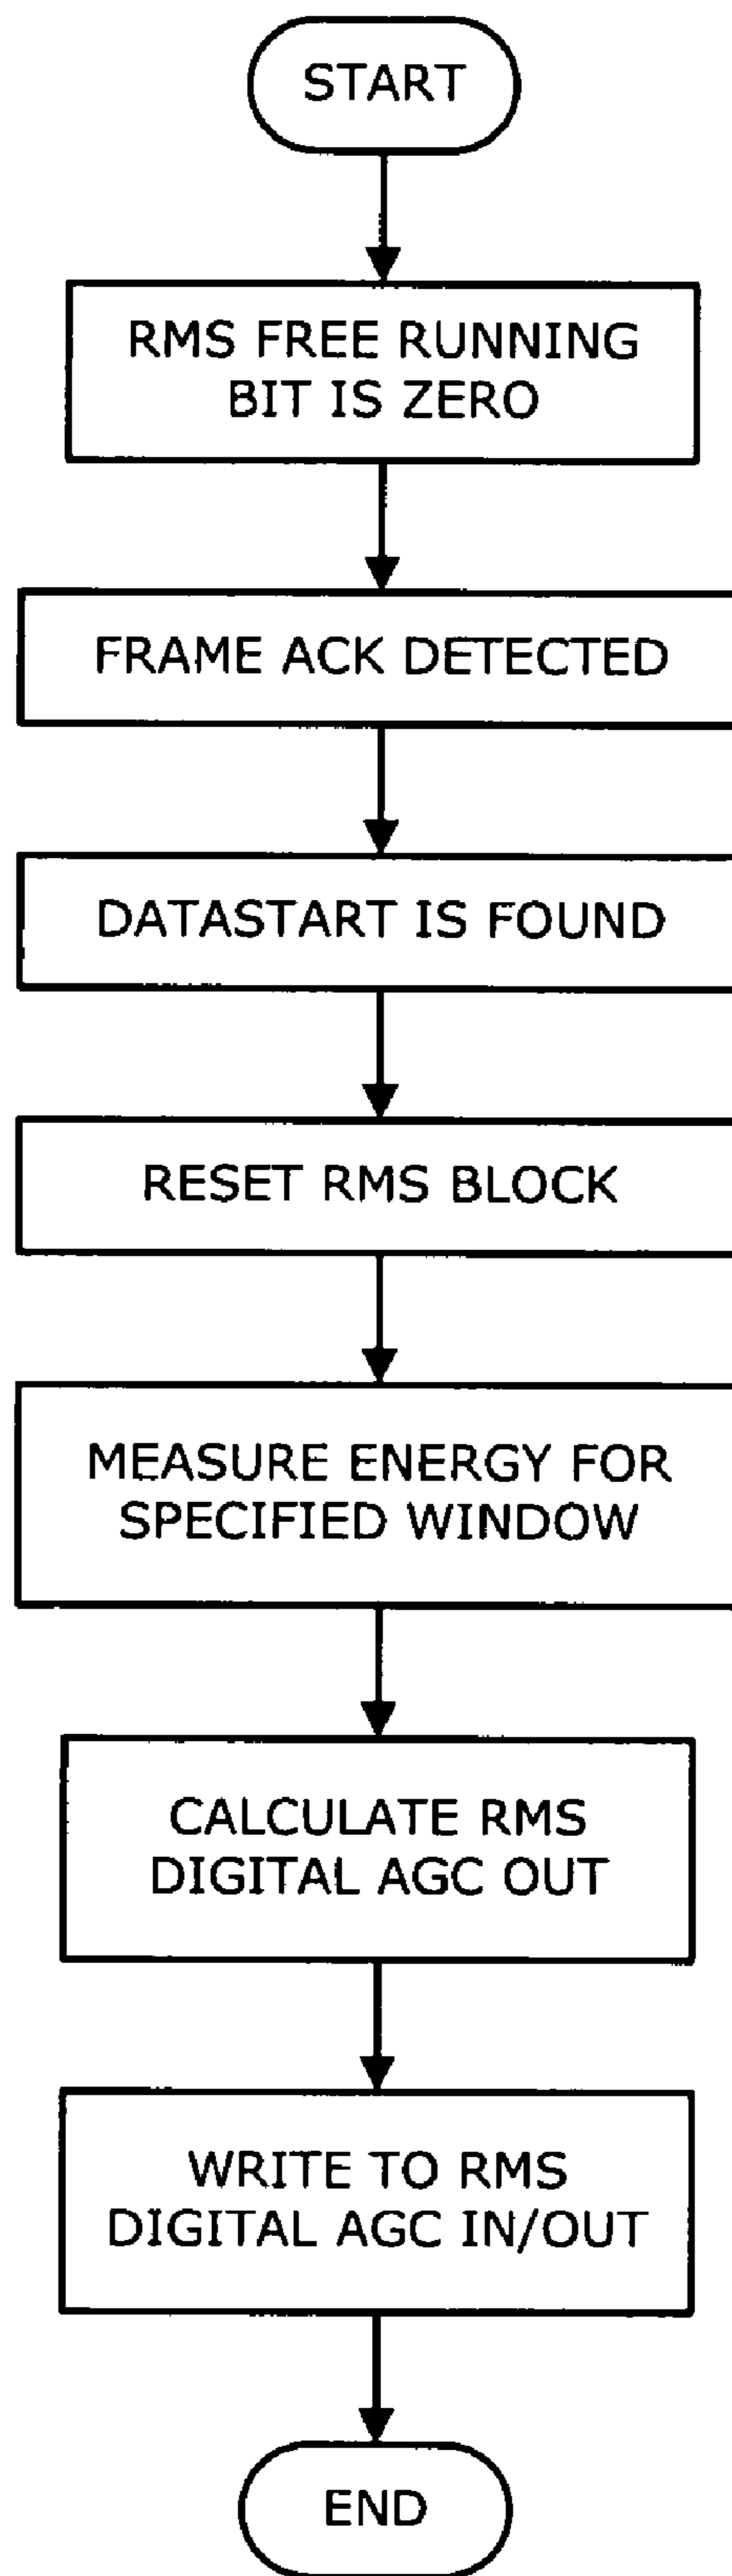 START
RMS FREE RUNNING
BIT IS ZERO
FRAME ACK DETECTED
DATASTART IS FOUND
RESET RMS BLOCK
MEASURE ENERGY FOR
SPECIFIED WINDOW
CALCULATE RMS
DIGITAL AGC OUT
WRITE TO RMS
DIGITAL AGC IN/OUT
END